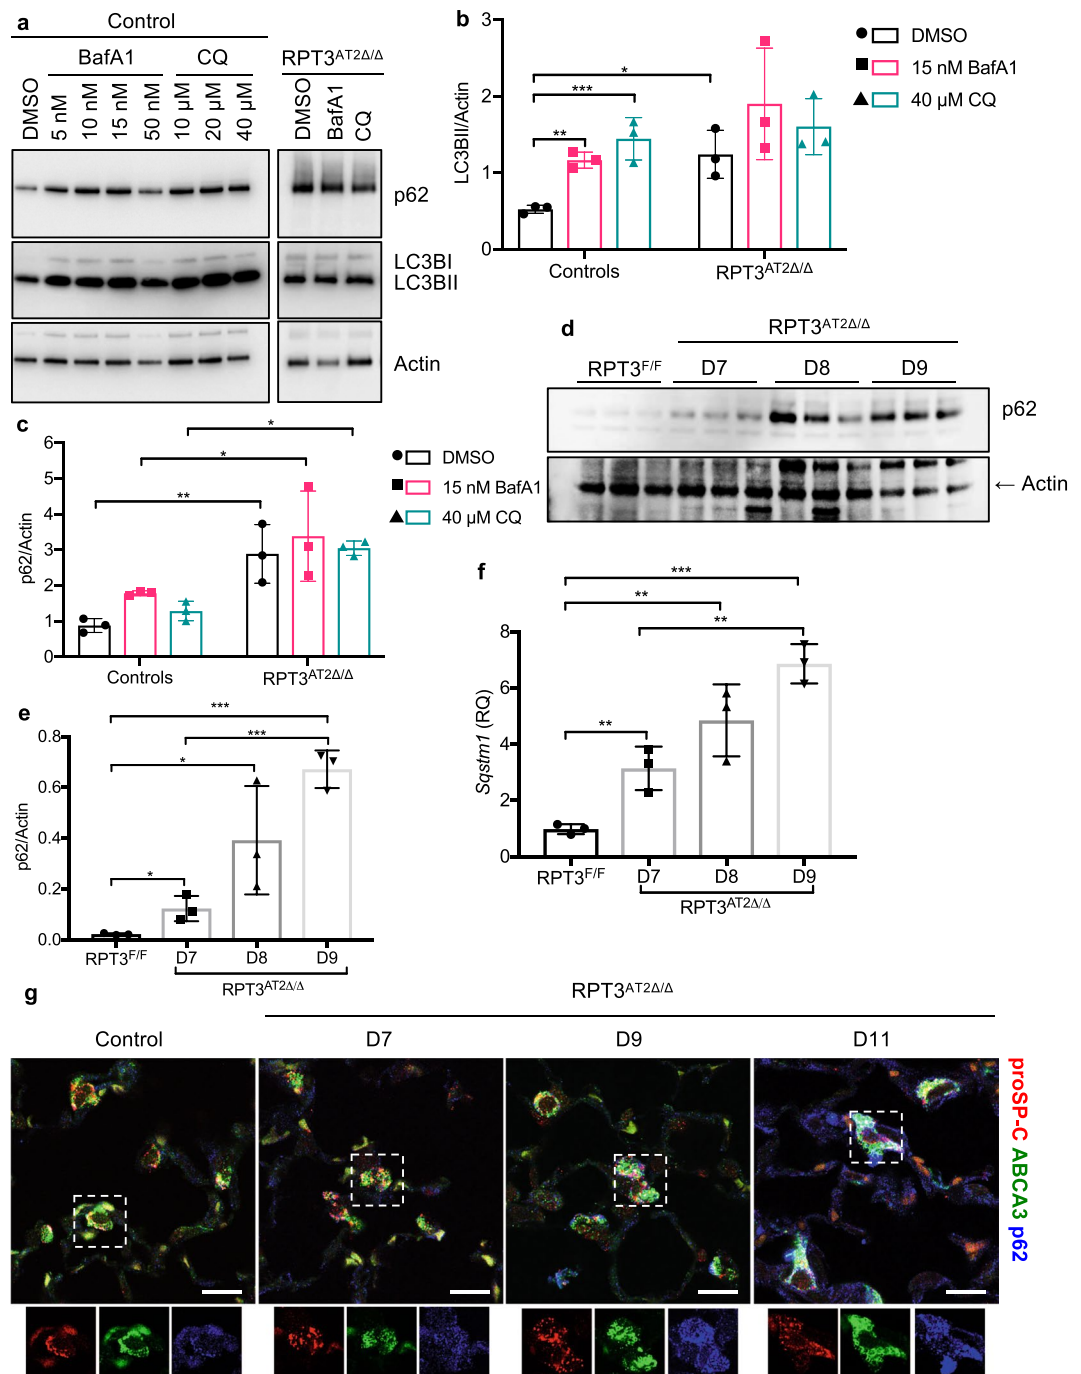 a
Control
BafA1 CQ
RPT3AT2Δ/Δ
DMSO 5 nM 10 nM 15 nM 50 nM 10 µM 20 µM 40 µM
DMSO BafA1 CQ
p62
LC3BI
LC3BII
Actin
b
LC3BII/Actin
3
2
1
0
* 
***
**
Controls RPT3AT2Δ/Δ
DMSO
15 nM BafA1
40 µM CQ
c
p62/Actin
6
5
4
3
2
1
0
*
*
**
Controls RPT3AT2Δ/Δ
DMSO
15 nM BafA1
40 µM CQ
d
RPT3AT2Δ/Δ
RPT3F/F D7 D8 D9
p62
← Actin
e
p62/Actin
0.8
0.6
0.4
0.2
0.0
***
***
*
*
RPT3F/F D7 D8 D9
RPT3AT2Δ/Δ
f
Sqstm1 (RQ)
8
6
4
2
0
***
**
**
**
RPT3F/F D7 D8 D9
RPT3AT2Δ/Δ
g
RPT3AT2Δ/Δ
Control D7 D9 D11
proSP-C ABCA3 p62